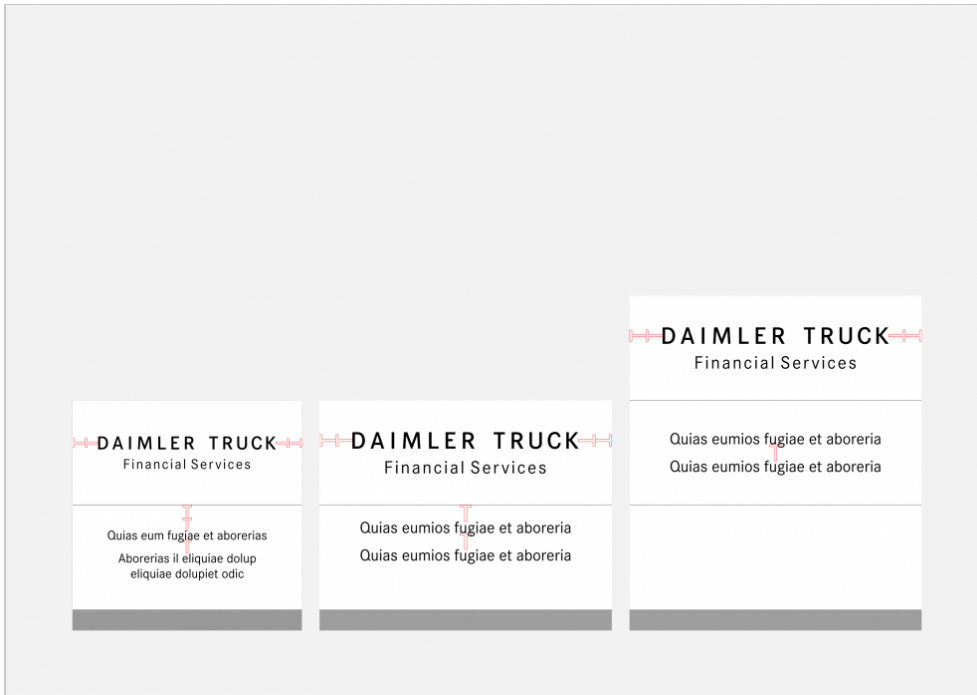 DAIMLER TRUCK
Financial Services
Quias eum fugiae et aborerias
Aborerias il eliquiae dolup
eliquiae dolupiet odic
DAIMLER TRUCK
Financial Services
Quias eumios fugiae et aboreria
Quias eumios fugiae et aboreria
DAIMLER TRUCK
Financial Services
Quias eumios fugiae et aboreria
Quias eumios fugiae et aboreria